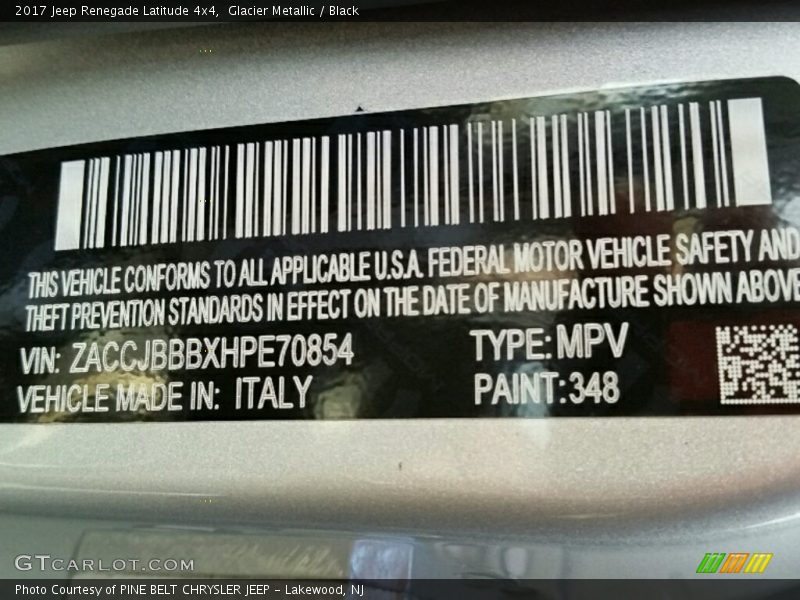 2017 Jeep Renegade Latitude 4x4, Glacier Metallic / Black
THIS VEHICLE CONFORMS TO ALL APPLICABLE U.S.A. FEDERAL MOTOR VEHICLE SAFETY AND
THEFT PREVENTION STANDARDS IN EFFECT ON THE DATE OF MANUFACTURE SHOWN ABOVE
VIN: ZACCJBBBXHPE70854 TYPE: MPV
VEHICLE MADE IN: ITALY PAINT: 348
GTCARLOT.COM
Photo Courtesy of PINE BELT CHRYSLER JEEP - Lakewood, NJ